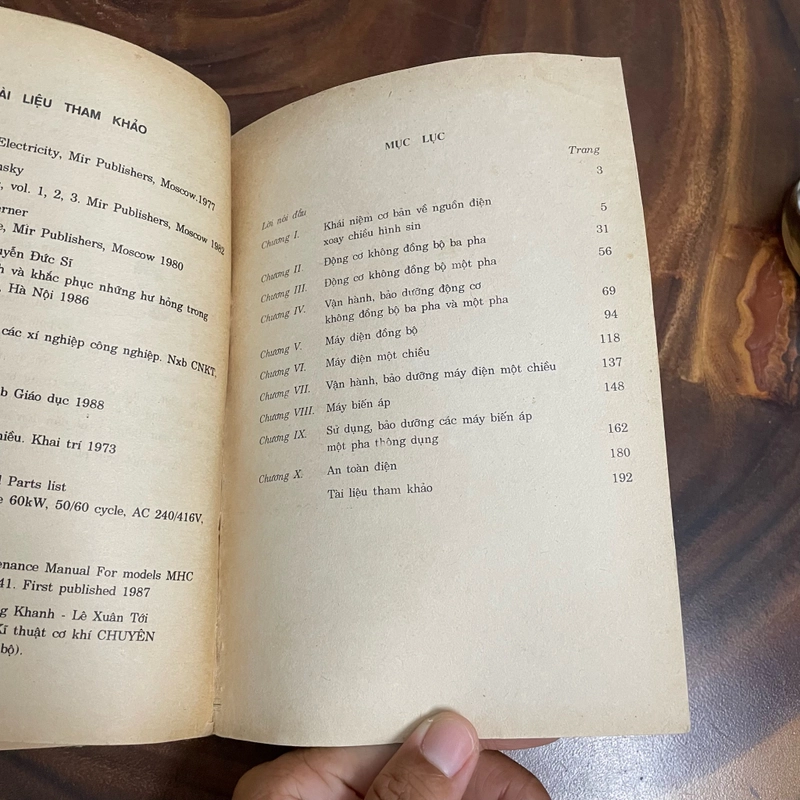 ÀI LIỆU THAM KHẢO
Electricity, Mir Publishers, Moscow.1977
nsky
, vol. 1, 2, 3. Mir Publishers, Moscow 1982
erner
e, Mir Publishers, Moscow 1980
uyễn Đức Sĩ
h và khắc phục những hư hỏng trong
, Hà Nội 1986
các xí nghiệp công nghiệp. Nxb CNKT,
b Giáo dục 1988
hiều. Khai trí 1973
l Parts list
e 60kW, 50/60 cycle, AC 240/416V,
enance Manual For models MHC
41. First published 1987
g Khanh - Lê Xuân Tới
Kĩ thuật cơ khí CHUYÊN
bộ).
MỤC LỤC
Trang
Lời nói đầu 3
Chương I. Khái niệm cơ bản về nguồn điện
xoay chiều hình sin 5
Chương II. Động cơ không đồng bộ ba pha 31
Chương III. Động cơ không đồng bộ một pha 56
Chương IV. Vận hành, bảo dưỡng động cơ
không đồng bộ ba pha và một pha 69
Chương V. Máy điện đồng bộ 94
Chương VI. Máy điện một chiều 118
Chương VII. Vận hành, bảo dưỡng máy điện một chiều 137
Chương VIII. Máy biến áp 148
Chương IX. Sử dụng, bảo dưỡng các máy biến áp
một pha thông dụng 162
Chương X. An toàn điện 180
Tài liệu tham khảo 192